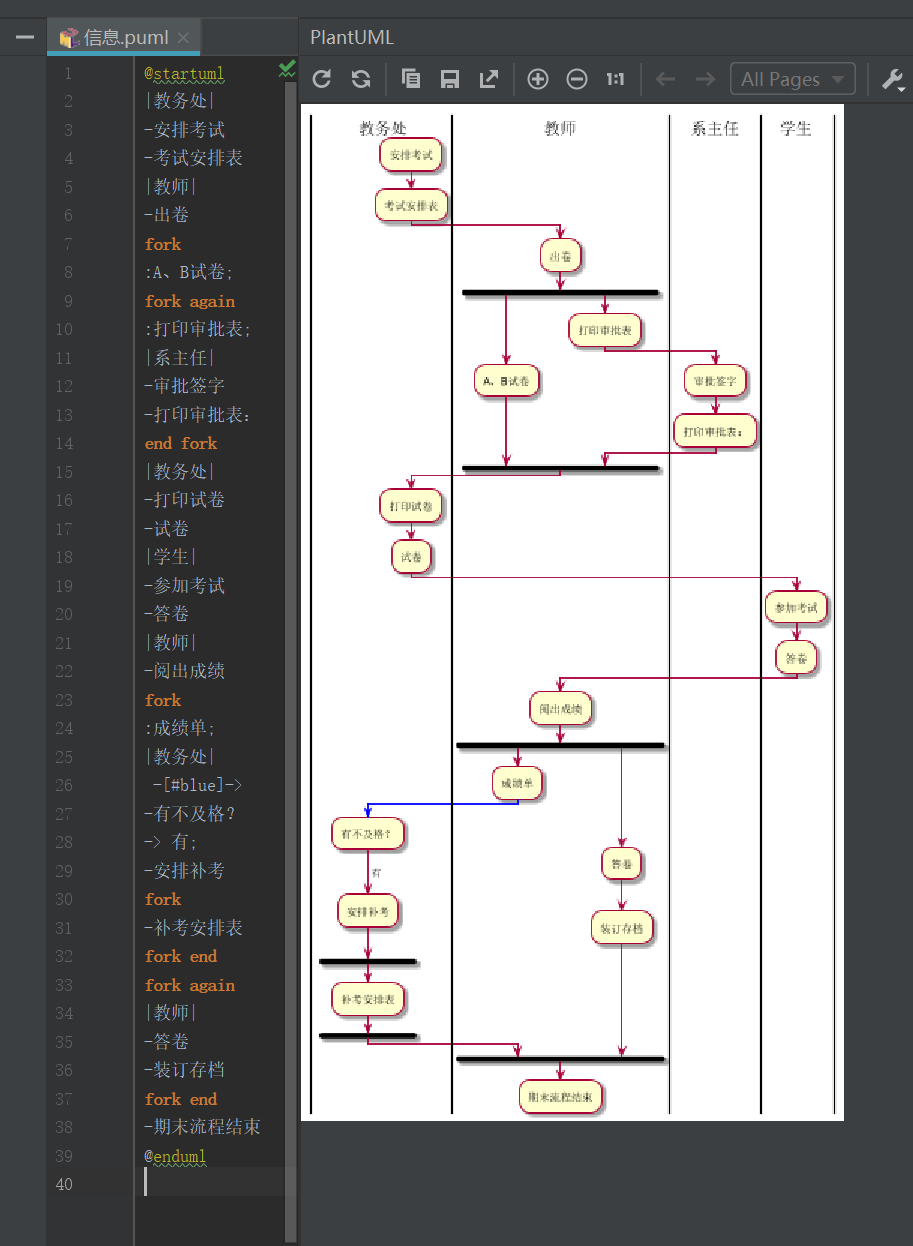 信息.puml
PlantUML
1:1
All Pages
1 @startuml
2 |教务处|
3 -安排考试
4 -考试安排表
5 |教师|
6 -出卷
7 fork
8 :A、B试卷;
9 fork again
10 :打印审批表;
11 |系主任|
12 -审批签字
13 -打印审批表:
14 end fork
15 |教务处|
16 -打印试卷
17 -试卷
18 |学生|
19 -参加考试
20 -答卷
21 |教师|
22 -阅出成绩
23 fork
24 :成绩单;
25 |教务处|
26 -[#blue]->
27 -有不及格?
28 -> 有;
29 -安排补考
30 fork
31 -补考安排表
32 fork end
33 fork again
34 |教师|
35 -答卷
36 -装订存档
37 fork end
38 -期末流程结束
39 @enduml
40
教务处 教师 系主任 学生
安排考试
考试安排表
出卷
打印审批表
A、B试卷 审批签字
打印审批表:
打印试卷
试卷
参加考试
答卷
阅出成绩
成绩单
有不及格?
有
答卷
安排补考
装订存档
补考安排表
期末流程结束